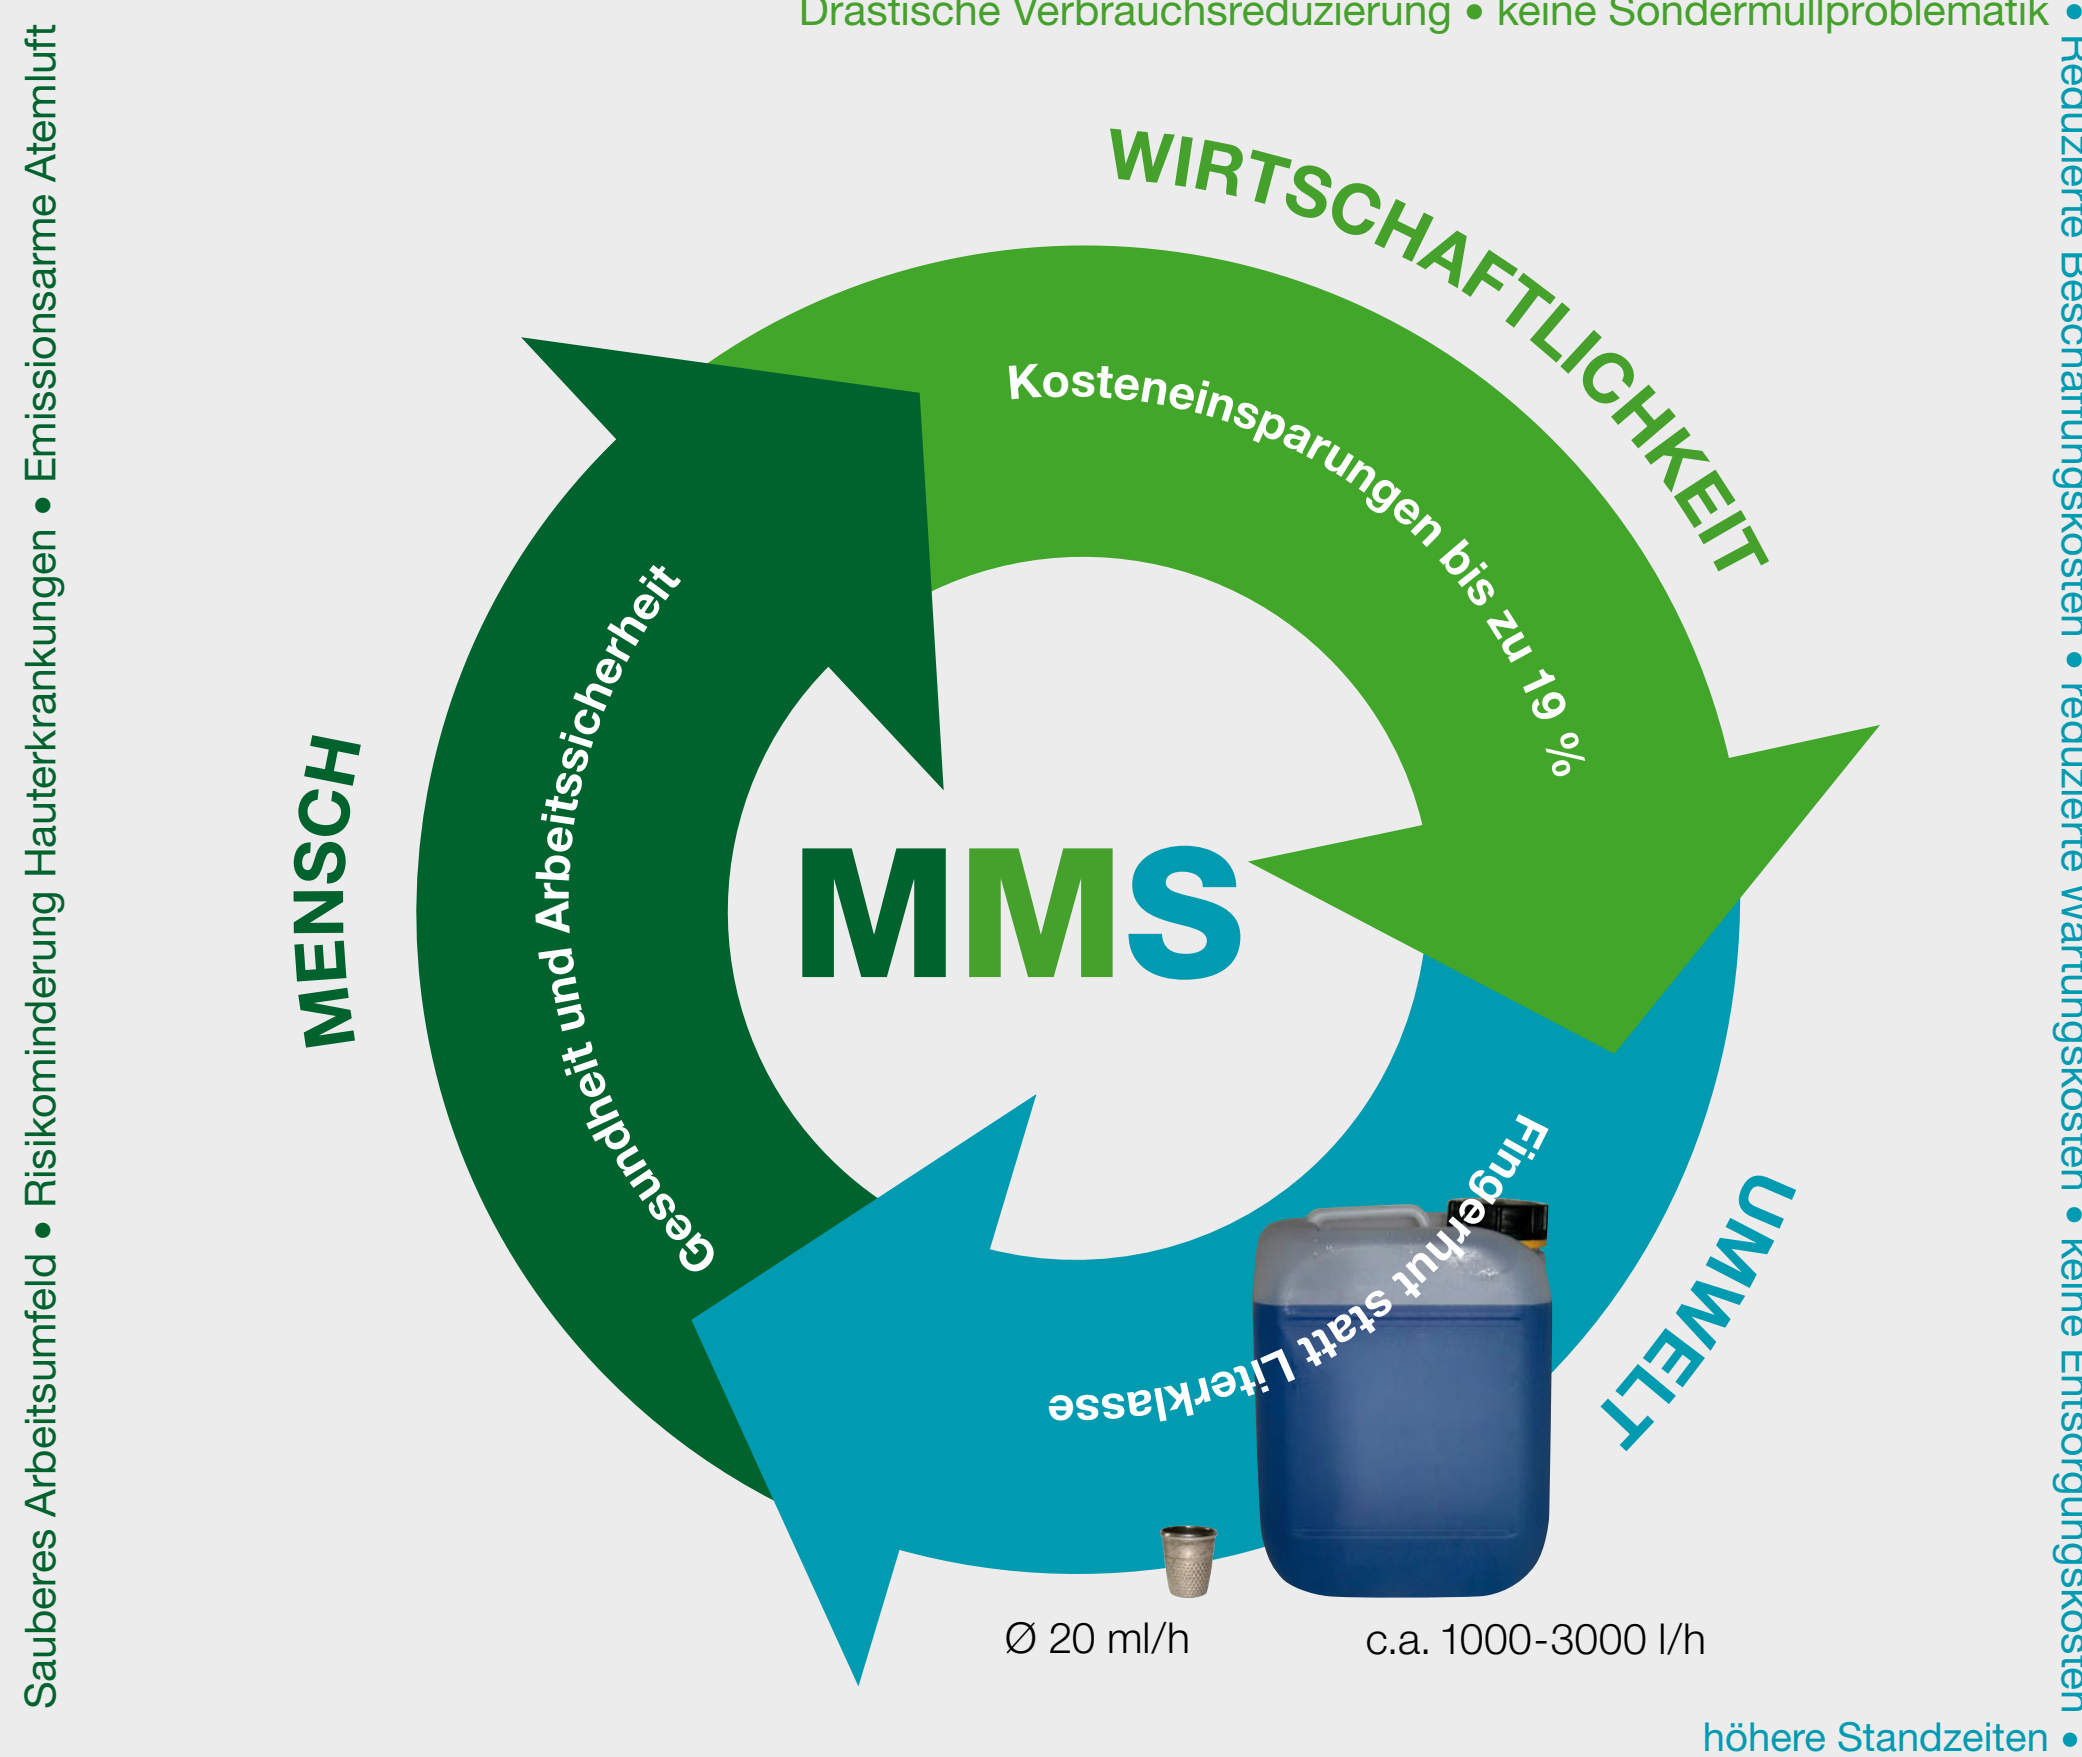 Drastische Verbrauchsreduzierung • keine Sondermüllproblematik •
Reduzierte Beschaffungskosten • reduzierte Wartungskosten • keine Entsorgungskosten •
höhere Standzeiten •
Sauberes Arbeitsumfeld • Risikominderung Hauterkrankungen • Emissionsarme Atemluft
WIRTSCHAFTLICHKEIT
Kosteneinsparungen bis zu 19 %
MENSCH
Gesundheit und Arbeitssicherheit
MMS
UMWELT
Fingerhut statt Literklasse
Ø 20 ml/h
c.a. 1000-3000 l/h